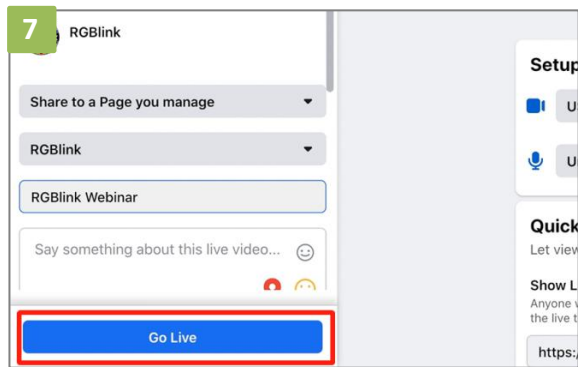 7
RGBlink
Share to a Page you manage
RGBlink
RGBlink Webinar
Say something about this live video...
Go Live
Setup
U
U
Quick
Let view
Show L
Anyone w
the live t
https:/